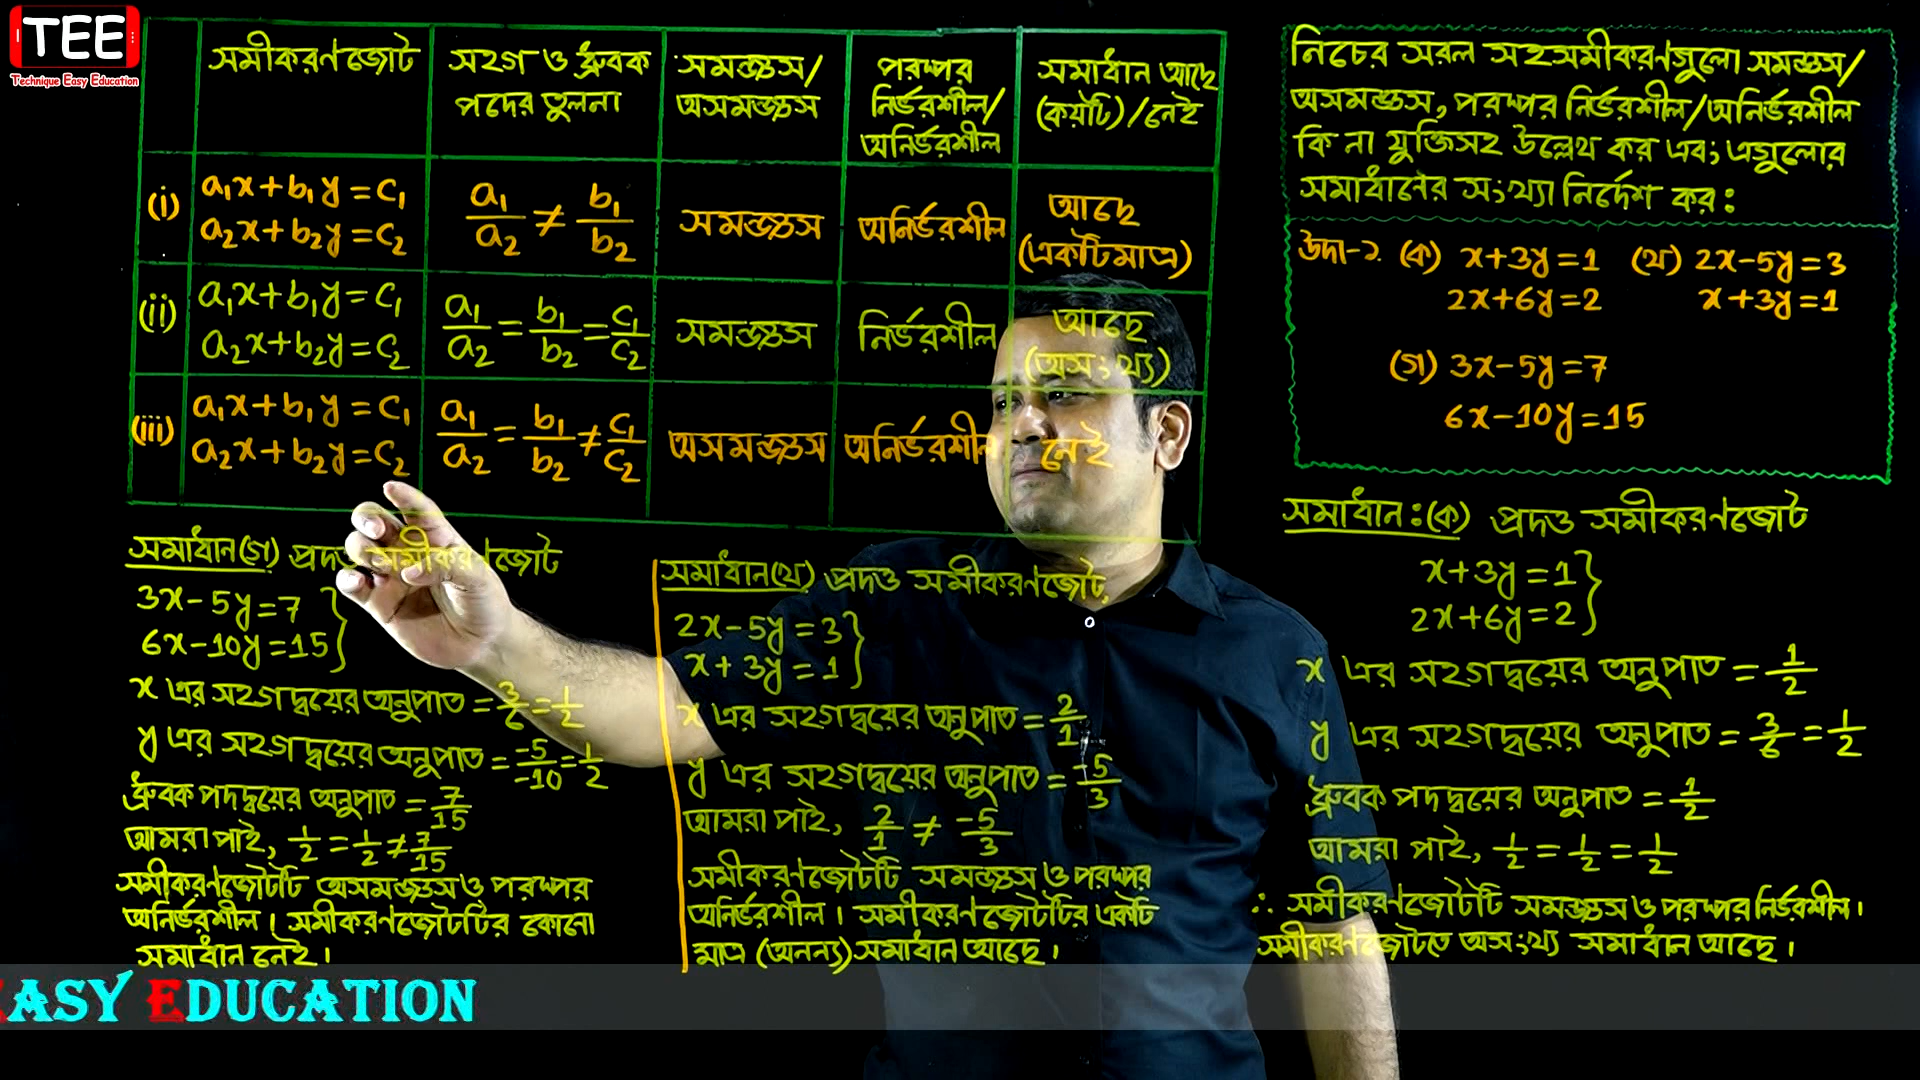 TEE
Technique Easy Education
সমীকরণজোট
সহগ ও ধ্রুবক পদের তুলনা
সমঞ্জস/অসমঞ্জস
পরস্পর নির্ভরশীল/অনির্ভরশীল
সমাধান আছে (কয়টি)/নেই
(i) a₁x+b₁y=c₁
a₂x+b₂y=c₂
a₁/a₂ ≠ b₁/b₂
সমঞ্জস
অনির্ভরশীল
আছে (একটিমাত্র)
(ii) a₁x+b₁y=c₁
a₂x+b₂y=c₂
a₁/a₂ = b₁/b₂ = c₁/c₂
সমঞ্জস
নির্ভরশীল
আছে (অসংখ্য)
(iii) a₁x+b₁y=c₁
a₂x+b₂y=c₂
a₁/a₂ = b₁/b₂ ≠ c₁/c₂
অসমঞ্জস
অনির্ভরশীল
নেই
নিচের সরল সহসমীকরণগুলো সমঞ্জস/
অসমঞ্জস, পরস্পর নির্ভরশীল/অনির্ভরশীল
কি না যুক্তিসহ উল্লেখ কর এবং এগুলোর
সমাধানের সংখ্যা নির্দেশ কর:
উদা-১. (ক) x+3y=1 (খ) 2x-5y=3
2x+6y=2 x+3y=1
(গ) 3x-5y=7
6x-10y=15
সমাধান:(ক) প্রদত্ত সমীকরণজোট
x+3y=1}
2x+6y=2}
x এর সহগদ্বয়ের অনুপাত = 1/2
y এর সহগদ্বয়ের অনুপাত = 3/6 = 1/2
ধ্রুবক পদদ্বয়ের অনুপাত = 1/2
আমরা পাই, 1/2 = 1/2 = 1/2
∴ সমীকরণজোটটি সমঞ্জস ও পরস্পর নির্ভরশীল।
সমীকরণজোটতে অসংখ্য সমাধান আছে।
সমাধান(খ) প্রদত্ত সমীকরণজোট,
2x-5y=3}
x+3y=1}
x এর সহগদ্বয়ের অনুপাত = 2/1
y এর সহগদ্বয়ের অনুপাত = -5/3
আমরা পাই, 2/1 ≠ -5/3
সমীকরণজোটটি সমঞ্জস ও পরস্পর
অনির্ভরশীল। সমীকরণজোটটির একটি
মাত্র (অনন্য) সমাধান আছে।
সমাধান(গ) প্রদত্ত সমীকরণজোট
3x-5y=7}
6x-10y=15}
x এর সহগদ্বয়ের অনুপাত = 3/6 = 1/2
y এর সহগদ্বয়ের অনুপাত = -5/-10 = 1/2
ধ্রুবক পদদ্বয়ের অনুপাত = 7/15
আমরা পাই, 1/2 = 1/2 ≠ 7/15
সমীকরণজোটটি অসমঞ্জস ও পরস্পর
অনির্ভরশীল। সমীকরণজোটটির কোনো
সমাধান নেই।
EASY EDUCATION